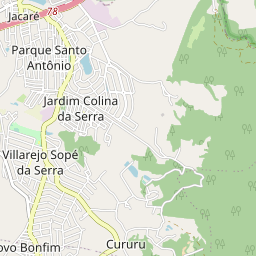 Jacaré
78
Parque Santo
Antônio
Jardim Colina
da Serra
Villarejo Sopé
da Serra
ovo Bonfim
Cururu